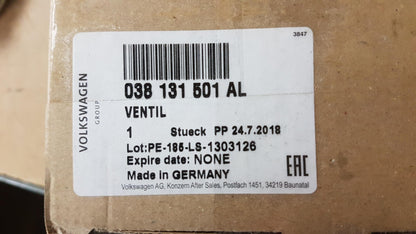 3847
VOLKSWAGEN
GROUP
038 131 501 AL
VENTIL
1 Stueck PP 24.7.2018
Lot:PE-185-LS-1303126
Expire date: NONE
Made in GERMANY
EAC
Volkswagen AG, Konzern After Sales, Postfach 1451, 34219 Baunatal